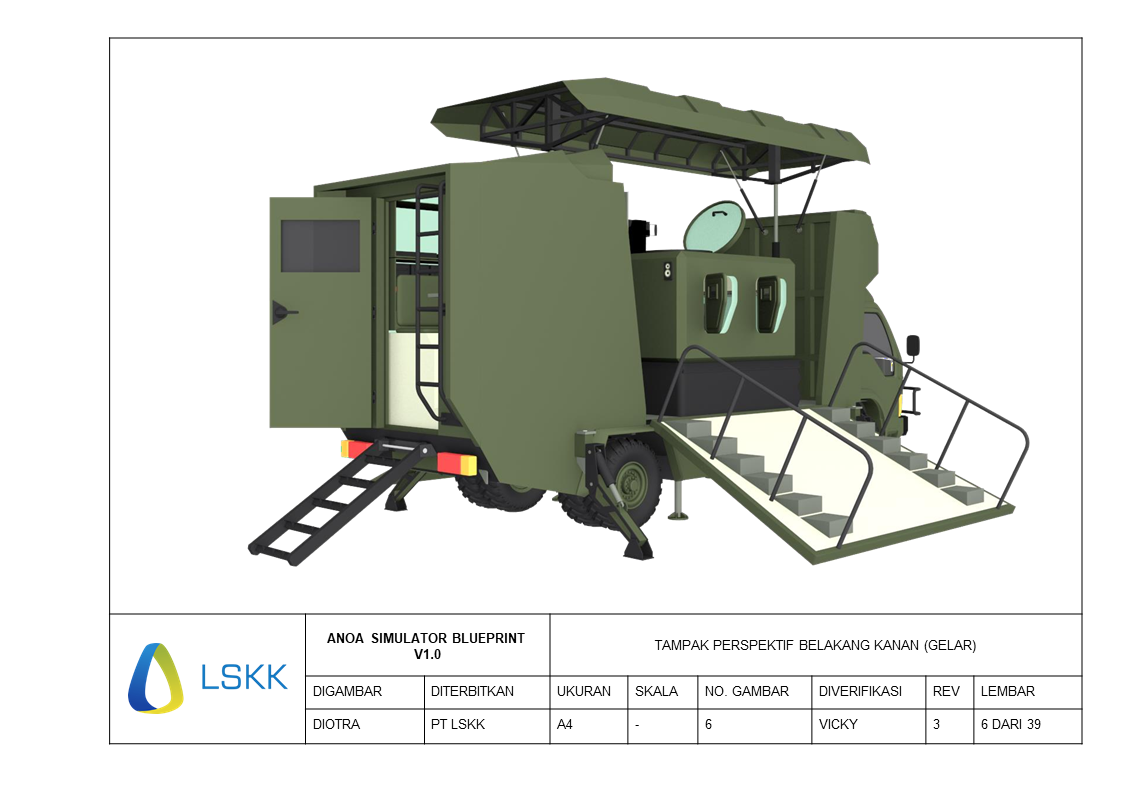 LSKK
ANOA SIMULATOR BLUEPRINT
V1.0
TAMPAK PERSPEKTIF BELAKANG KANAN (GELAR)
DIGAMBAR DITERBITKAN UKURAN SKALA NO. GAMBAR DIVERIFIKASI REV LEMBAR
DIOTRA PT LSKK A4 - 6 VICKY 3 6 DARI 39